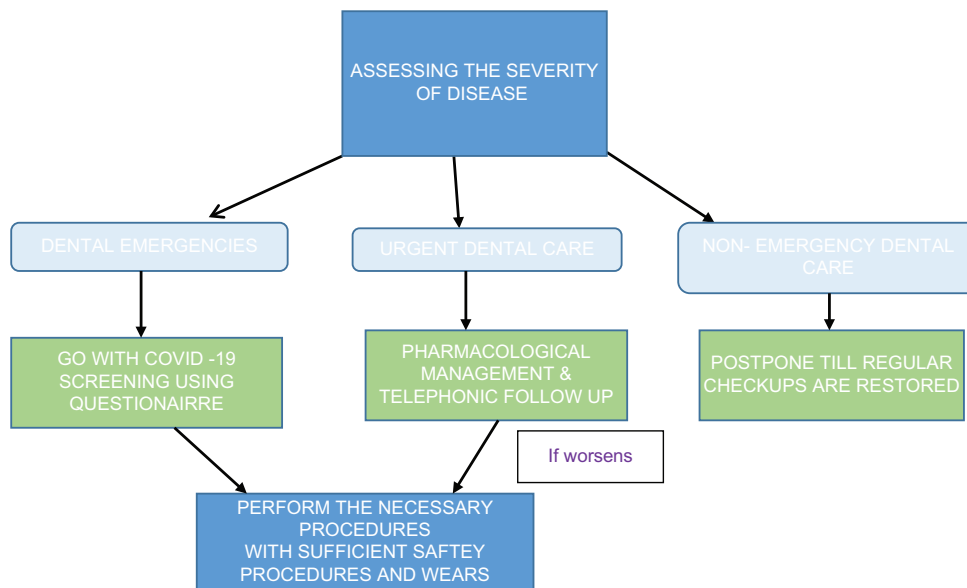 ASSESSING THE SEVERITY
OF DISEASE
DENTAL EMERGENCIES
URGENT DENTAL CARE
NON- EMERGENCY DENTAL
CARE
GO WITH COVID -19
SCREENING USING
QUESTIONAIRRE
PHARMACOLOGICAL
MANAGEMENT &
TELEPHONIC FOLLOW UP
POSTPONE TILL REGULAR
CHECKUPS ARE RESTORED
If worsens
PERFORM THE NECESSARY
PROCEDURES
WITH SUFFICIENT SAFTEY
PROCEDURES AND WEARS